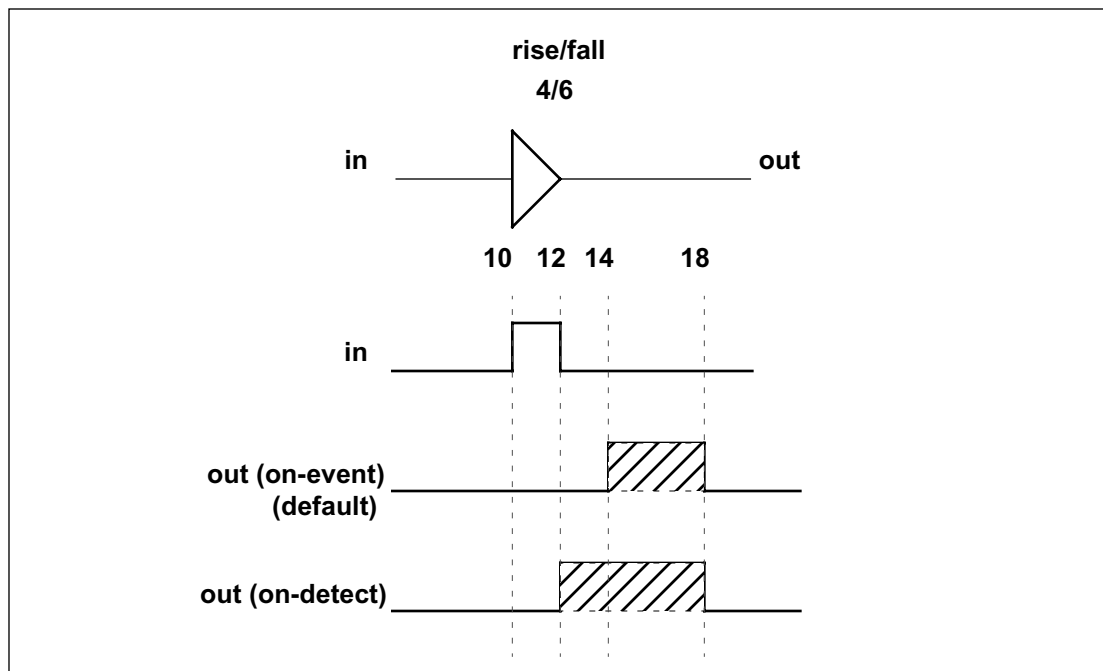 rise/fall
4/6
in
out
10 12 14 18
in
out (on-event)
(default)
out (on-detect)